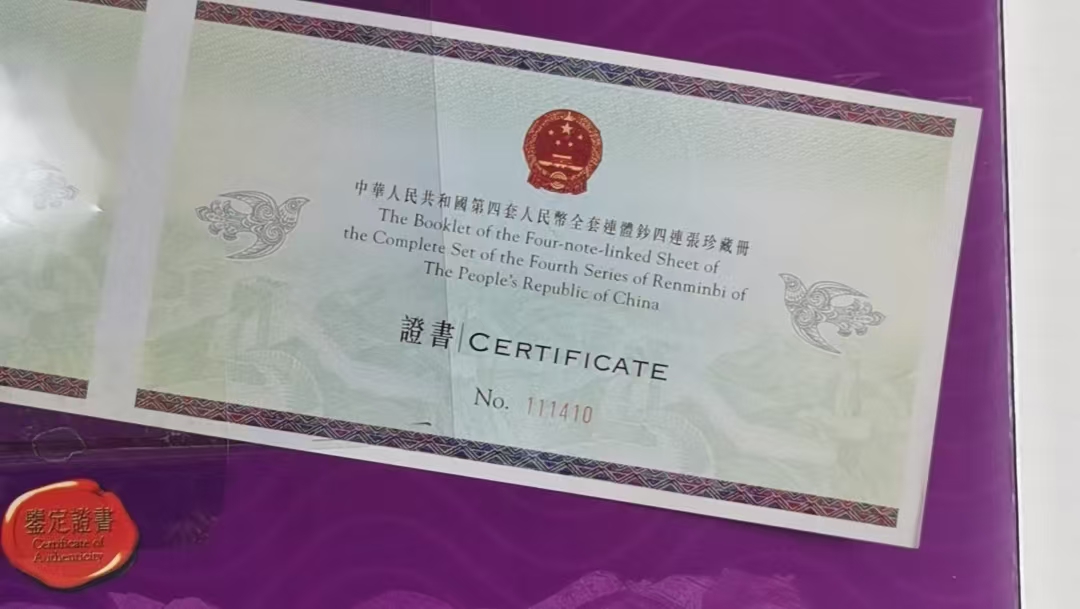 中華人民共和國第四套人民幣全套連體鈔四連張珍藏冊
The Booklet of the Four-note-linked Sheet of
the Complete Set of the Fourth Series of Renminbi of
The People's Republic of China
證書|CERTIFICATE
No. 111410
鑒定證書
Certificate of
Authenticity